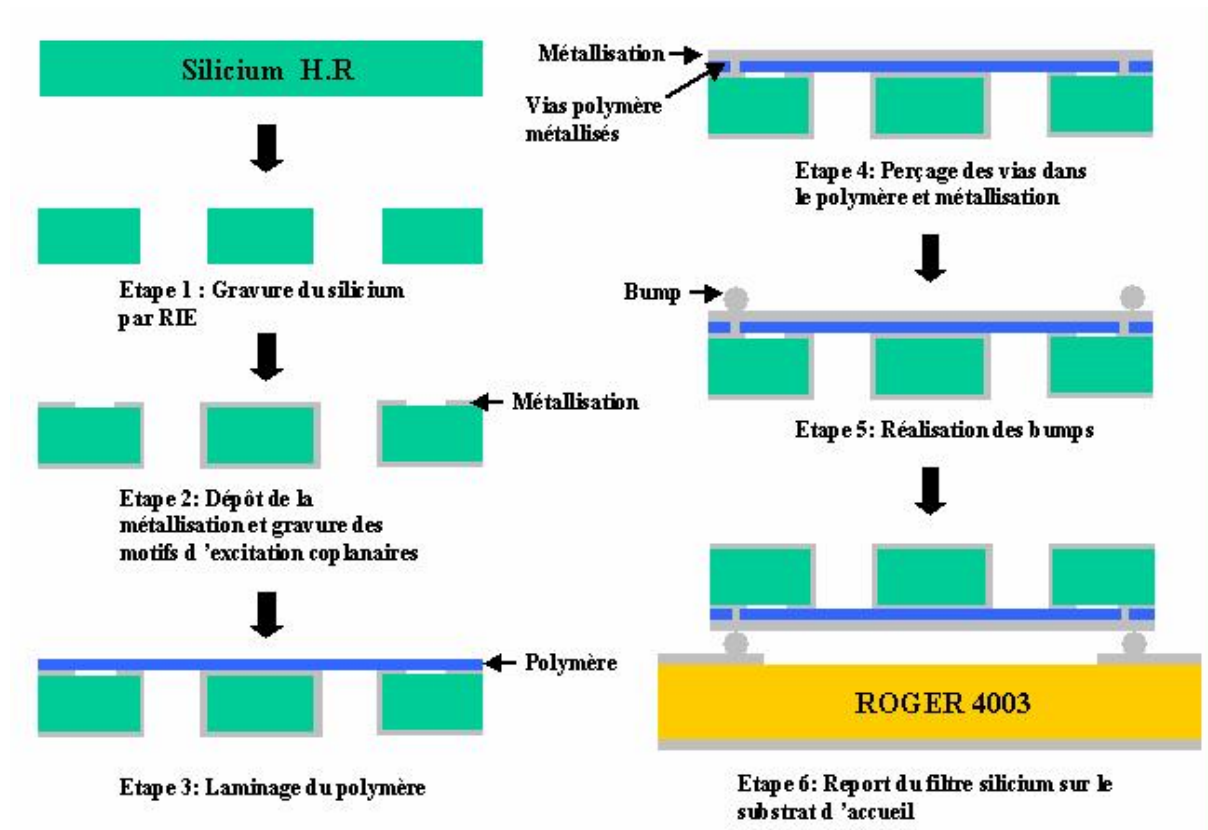 Silicium H.R
Etape 1 : Gravure du silicium
par RIE
Métallisation
Etape 2: Dépôt de la
métallisation et gravure des
motifs d 'excitation coplanaires
Polymère
Etape 3: Laminage du polymère
Métallisation
Vias polymère
métallisés
Etape 4: Perçage des vias dans
le polymère et métallisation
Bump
Etape 5: Réalisation des bumps
ROGER 4003
Etape 6: Report du filtre silicium sur le
substrat d 'accueil